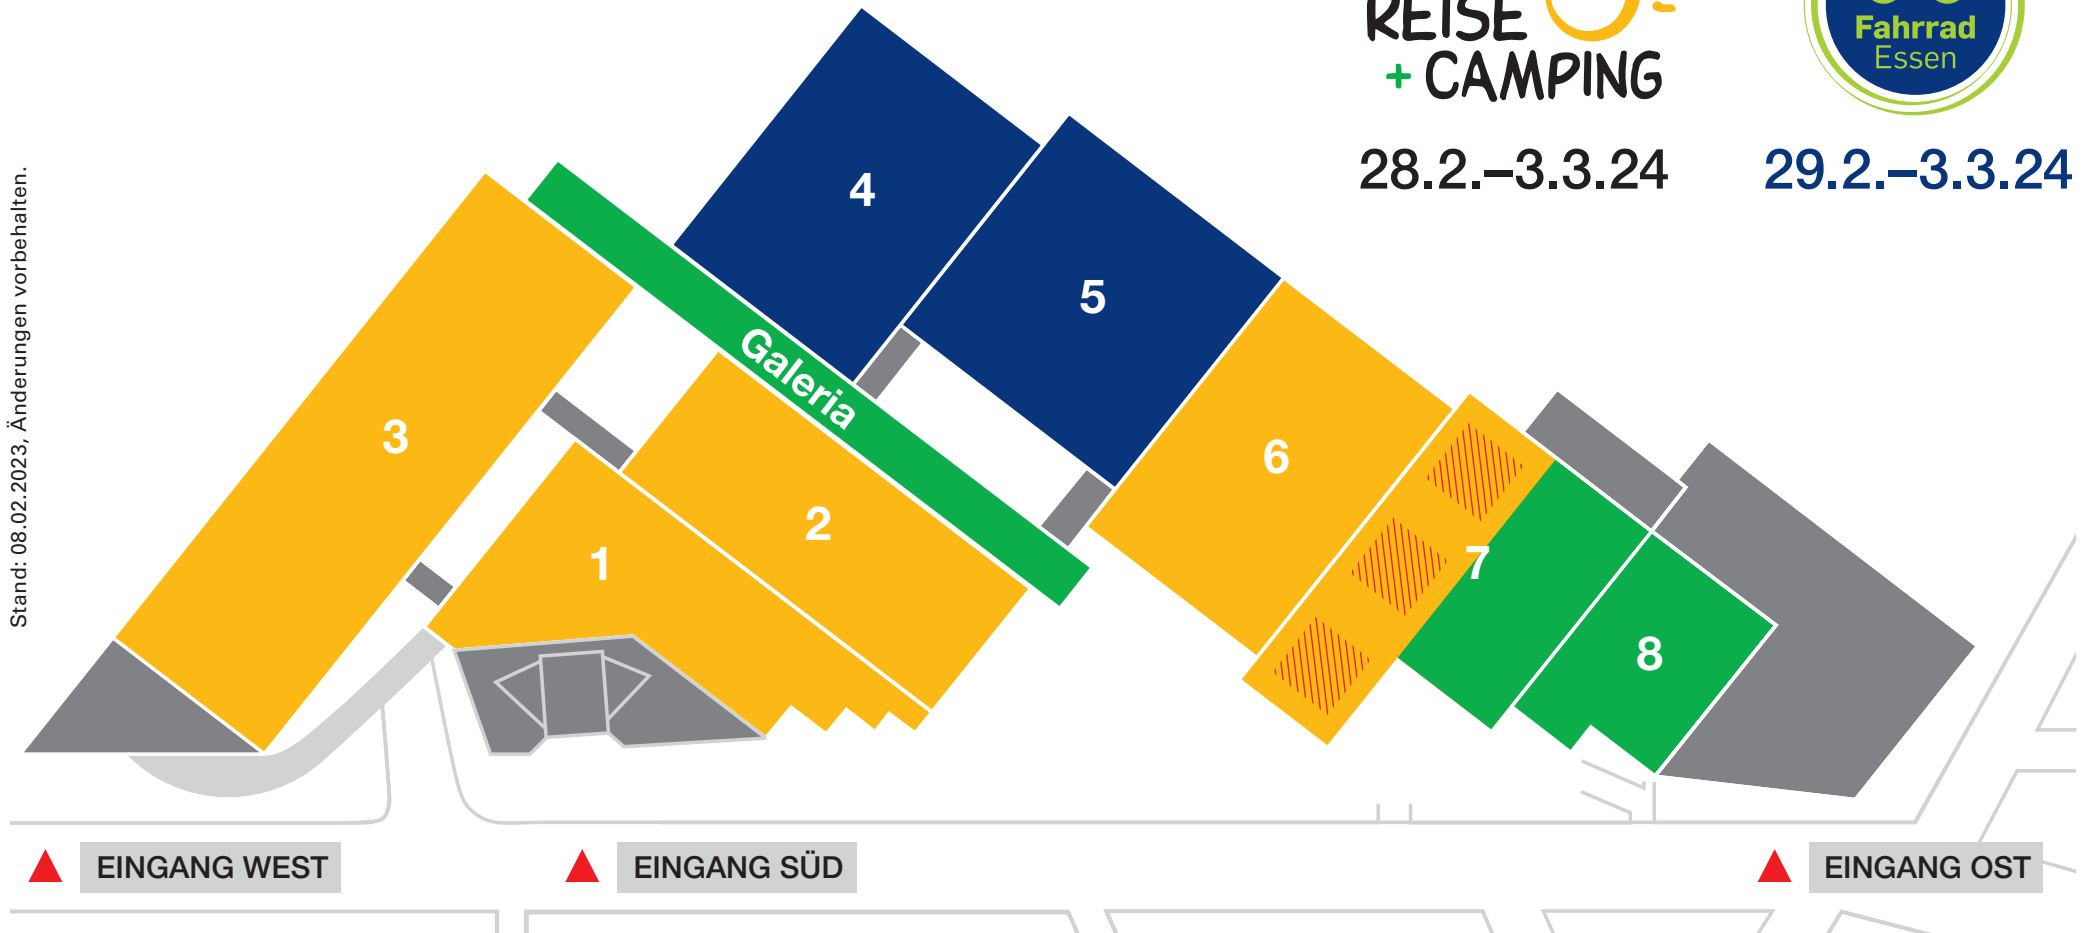 REISE
+ CAMPING
28.2.–3.3.24
Fahrrad
Essen
29.2.–3.3.24
Stand: 08.02.2023, Änderungen vorbehalten.
4
5
Galeria
3
6
2
1
7
8
EINGANG WEST
EINGANG SÜD
EINGANG OST